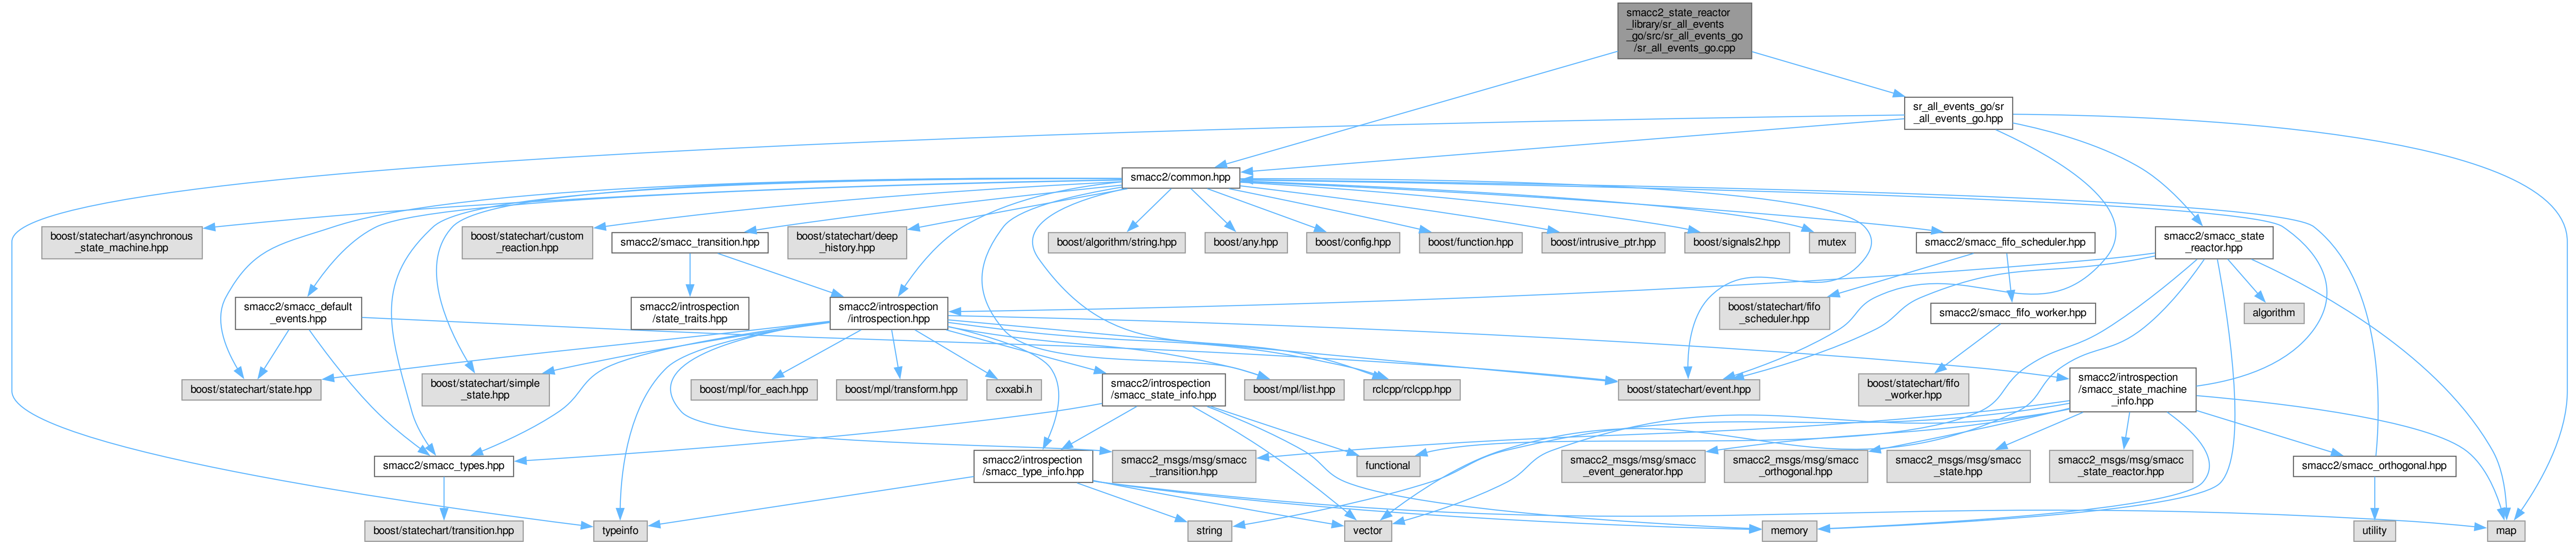 smacc2_state_reactor
_library/sr_all_events
_go/src/sr_all_events_go
/sr_all_events_go.cpp
sr_all_events_go/sr
_all_events_go.hpp
smacc2/common.hpp
boost/statechart/asynchronous
_state_machine.hpp
boost/statechart/custom
_reaction.hpp
smacc2/smacc_transition.hpp
boost/statechart/deep
_history.hpp
boost/algorithm/string.hpp
boost/any.hpp
boost/config.hpp
boost/function.hpp
boost/intrusive_ptr.hpp
boost/signals2.hpp
mutex
smacc2/smacc_fifo_scheduler.hpp
smacc2/smacc_state
_reactor.hpp
smacc2/smacc_default
_events.hpp
smacc2/introspection
/state_traits.hpp
smacc2/introspection
/introspection.hpp
boost/statechart/fifo
_scheduler.hpp
smacc2/smacc_fifo_worker.hpp
algorithm
boost/statechart/state.hpp
boost/statechart/simple
_state.hpp
boost/mpl/for_each.hpp
boost/mpl/transform.hpp
cxxabi.h
smacc2/introspection
/smacc_state_info.hpp
boost/mpl/list.hpp
rclcpp/rclcpp.hpp
boost/statechart/event.hpp
boost/statechart/fifo
_worker.hpp
smacc2/introspection
/smacc_state_machine
_info.hpp
smacc2/smacc_types.hpp
smacc2_msgs/msg/smacc
_transition.hpp
smacc2/introspection
/smacc_type_info.hpp
functional
smacc2_msgs/msg/smacc
_event_generator.hpp
smacc2_msgs/msg/smacc
_orthogonal.hpp
smacc2_msgs/msg/smacc
_state.hpp
smacc2_msgs/msg/smacc
_state_reactor.hpp
smacc2/smacc_orthogonal.hpp
boost/statechart/transition.hpp
typeinfo
string
vector
memory
utility
map